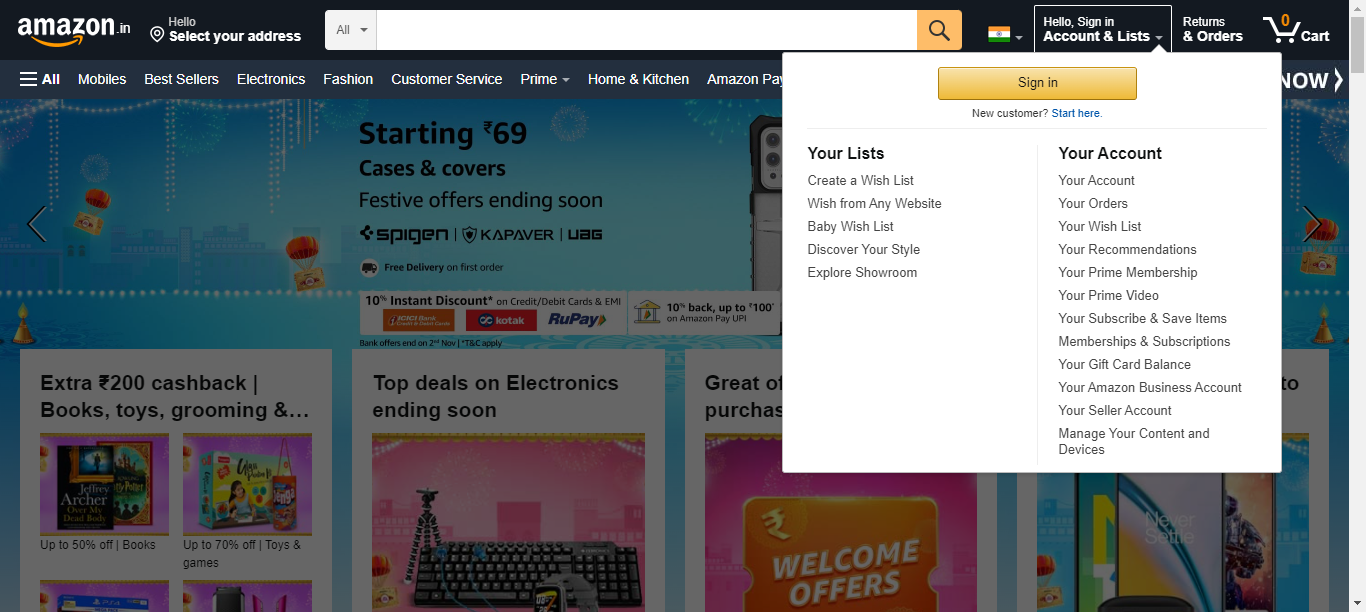 amazon.in
Hello
Select your address
All
Hello, Sign in
Account & Lists
Returns
& Orders
0
Cart
All
Mobiles
Best Sellers
Electronics
Fashion
Customer Service
Prime
Home & Kitchen
Amazon Pay
NOW
Sign in
New customer? Start here.
Your Lists
Create a Wish List
Wish from Any Website
Baby Wish List
Discover Your Style
Explore Showroom
Your Account
Your Account
Your Orders
Your Wish List
Your Recommendations
Your Prime Membership
Your Prime Video
Your Subscribe & Save Items
Memberships & Subscriptions
Your Gift Card Balance
Your Amazon Business Account
Your Seller Account
Manage Your Content and
Devices
Starting ₹69
Cases & covers
Festive offers ending soon
spigen | KAPAVER | UAG
Free Delivery on first order
10% Instant Discount* on Credit/Debit Cards & EMI
ICICI Bank
Credit & Debit Cards
kotak
RuPay
10% back, up to ₹100*
on Amazon Pay UPI
Bank offers end on 2nd Nov | *T&C apply
Extra ₹200 cashback |
Books, toys, grooming &…
Jeffrey
Archer
Over My
Dead Body
Jenga
Up to 50% off | Books
Up to 70% off | Toys &
games
PS4
Top deals on Electronics
ending soon
Great of
purchas
WELCOME
OFFERS
to
Never
Settle